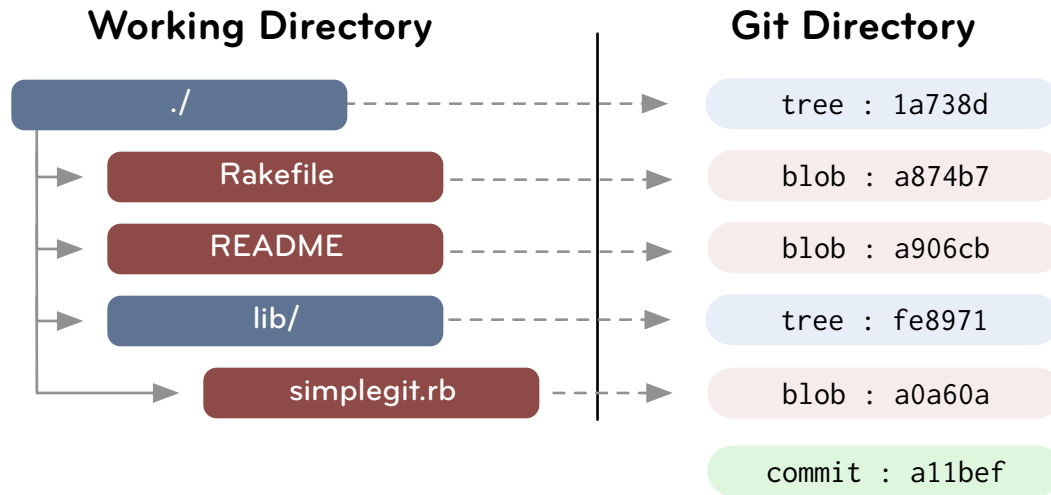 Working Directory
Git Directory
./
tree : 1a738d
Rakefile
blob : a874b7
README
blob : a906cb
lib/
tree : fe8971
simplegit.rb
blob : a0a60a
commit : a11bef